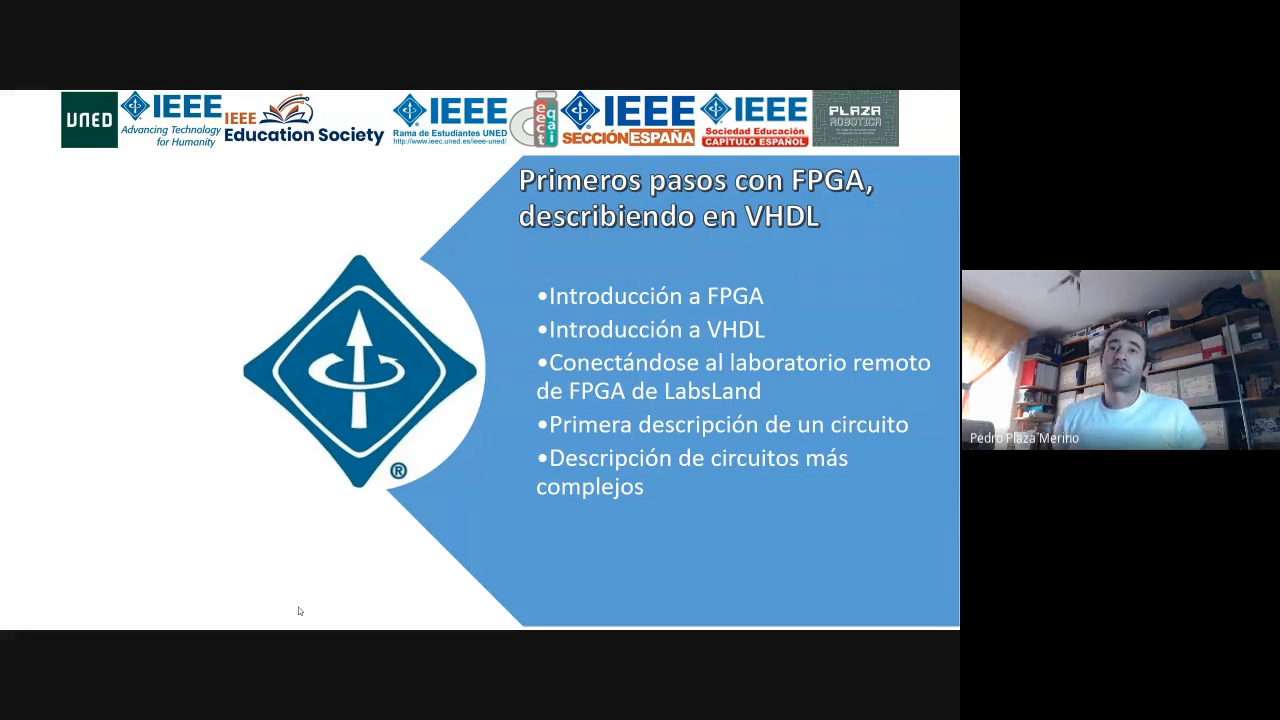 UNED
IEEE
Advancing Technology
for Humanity
IEEE
Education Society
IEEE
Rama de Estudiantes UNED
http://www.ieec.uned.es/ieee-uned/
IEEE
SECCIÓN ESPAÑA
IEEE
Sociedad Educación
CAPÍTULO ESPAÑOL
PLAZA
ROBOTICA
Primeros pasos con FPGA,
describiendo en VHDL
•Introducción a FPGA
•Introducción a VHDL
•Conectándose al laboratorio remoto
de FPGA de LabsLand
•Primera descripción de un circuito
•Descripción de circuitos más
complejos
®
Pedro Plaza Merino